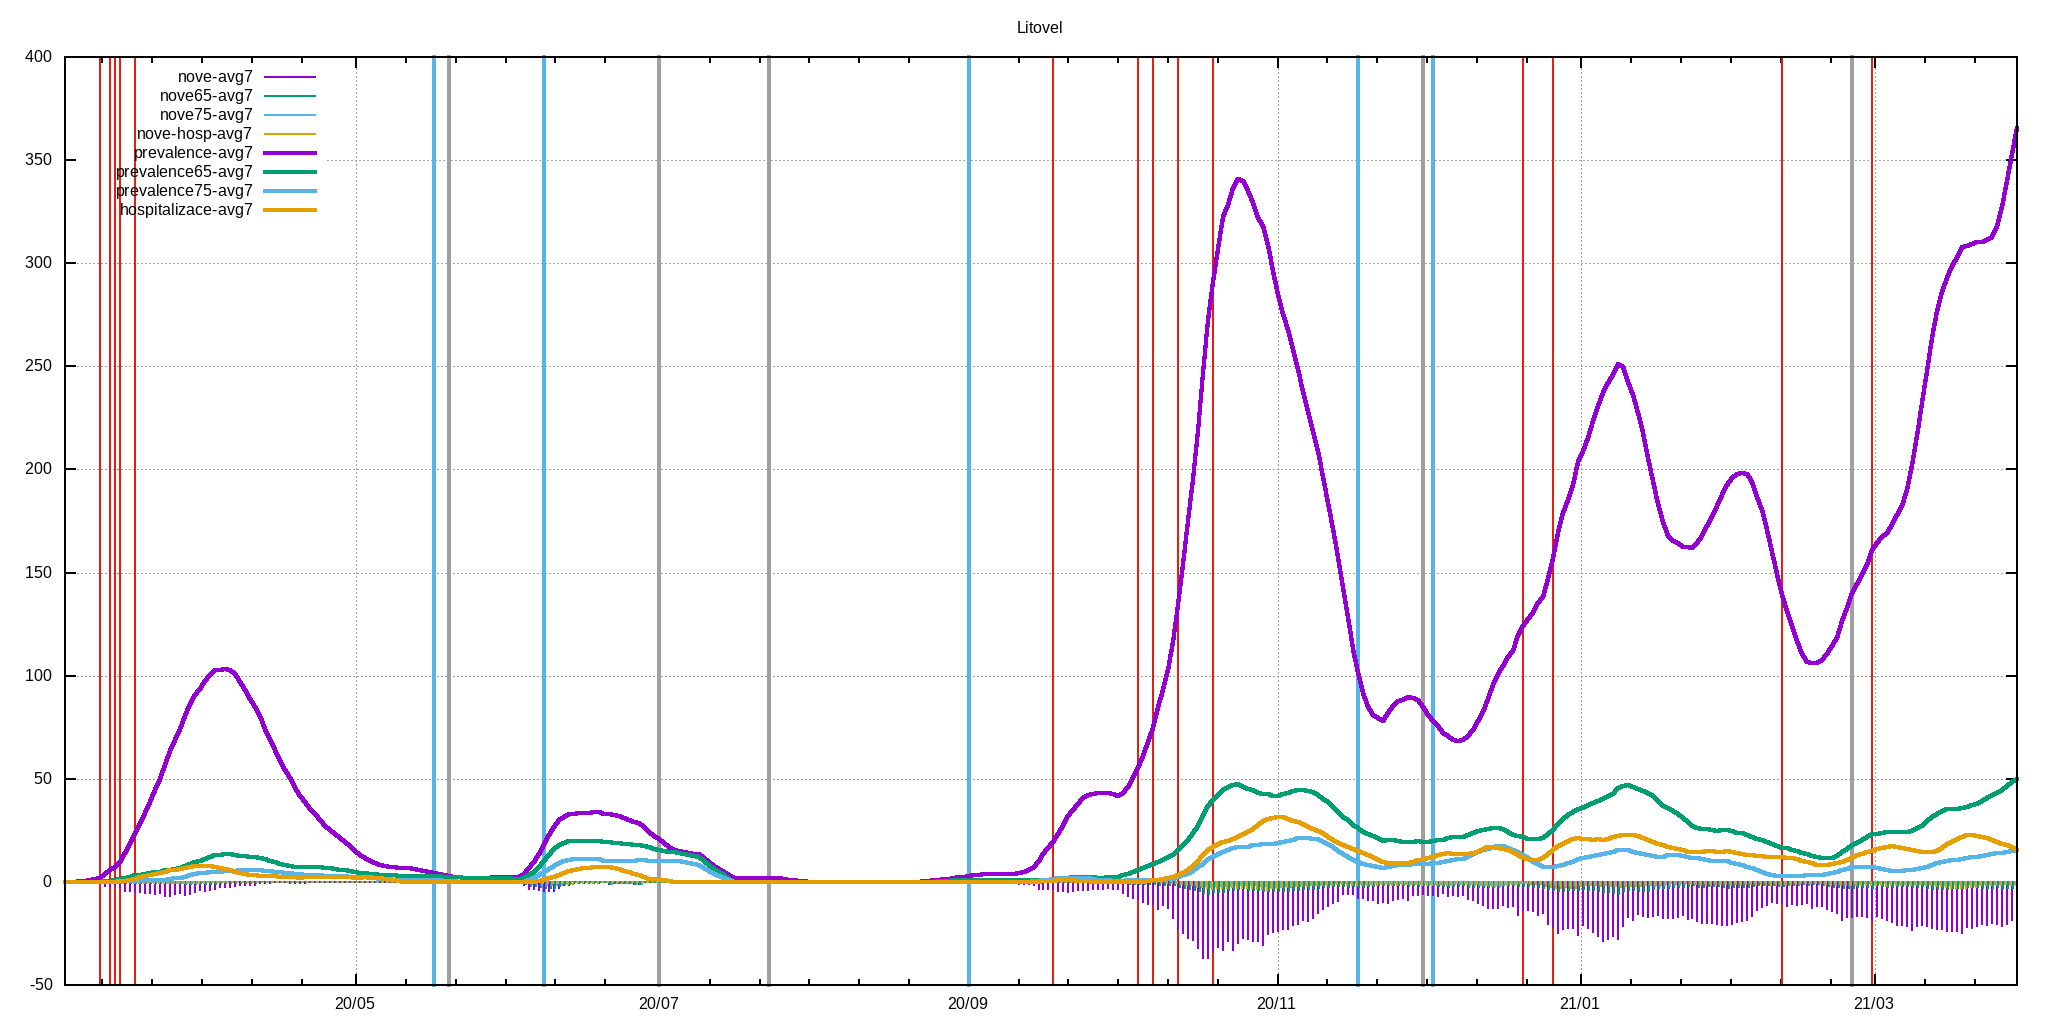 Litovel
400
350
300
250
200
150
100
50
0
-50
nove-avg7
nove65-avg7
nove75-avg7
nove-hosp-avg7
prevalence-avg7
prevalence65-avg7
prevalence75-avg7
hospitalizace-avg7
20/05 20/07 20/09 20/11 21/01 21/03